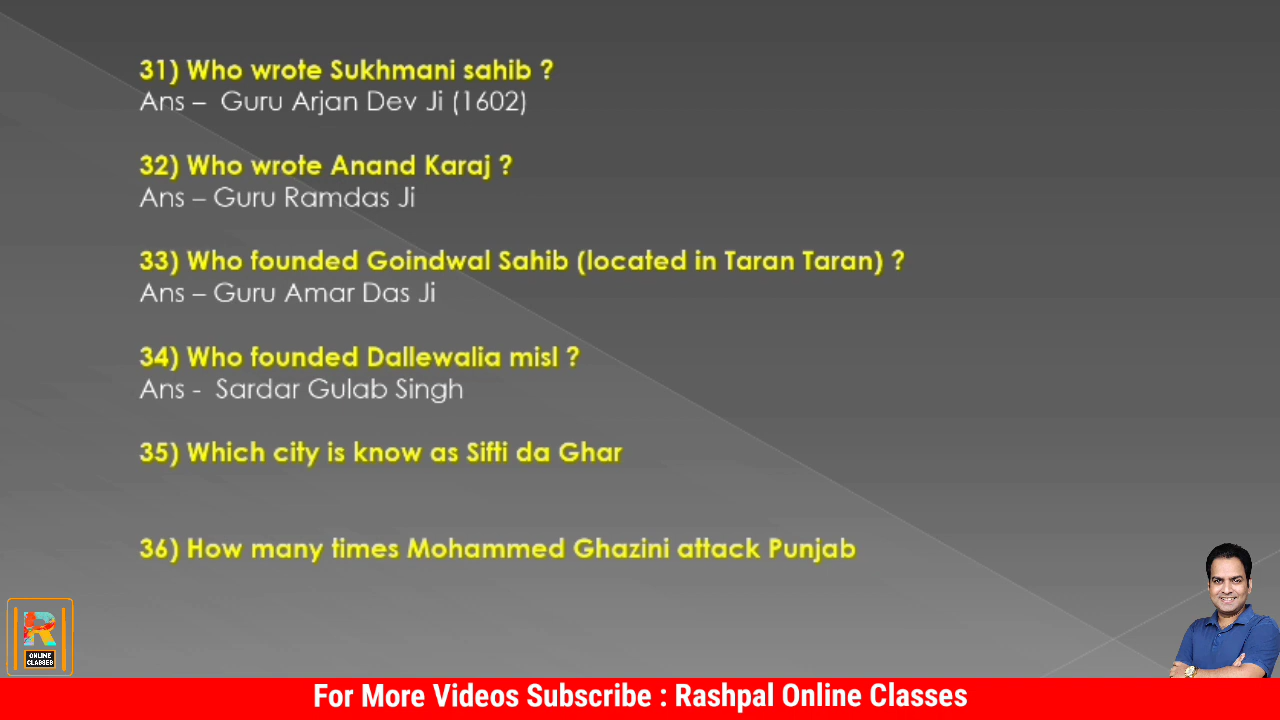 31) Who wrote Sukhmani sahib ?
Ans – Guru Arjan Dev Ji (1602)
32) Who wrote Anand Karaj ?
Ans – Guru Ramdas Ji
33) Who founded Goindwal Sahib (located in Taran Taran) ?
Ans – Guru Amar Das Ji
34) Who founded Dallewalia misl ?
Ans - Sardar Gulab Singh
35) Which city is know as Sifti da Ghar
36) How many times Mohammed Ghazini attack Punjab
R
ONLINE
CLASSES
For More Videos Subscribe : Rashpal Online Classes